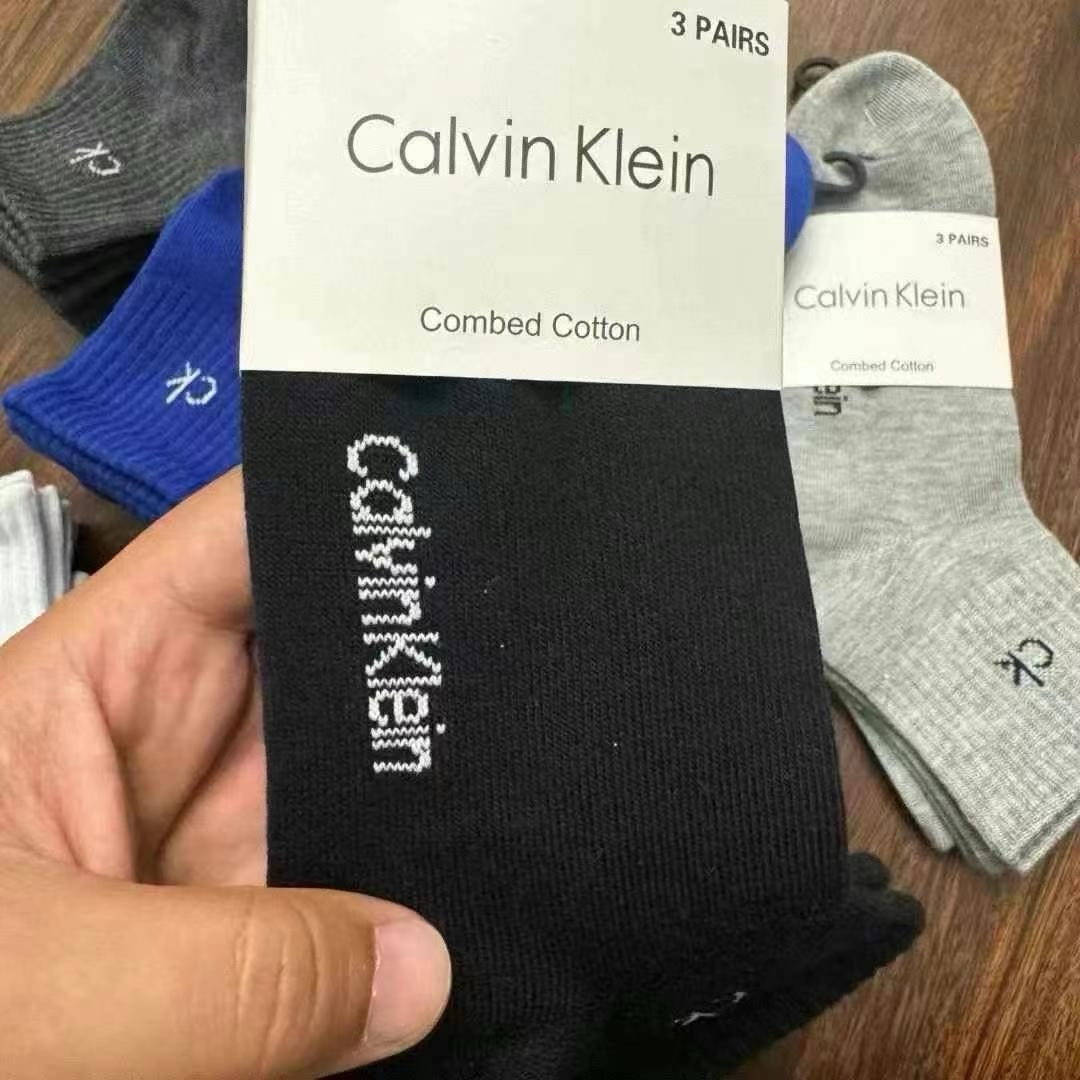 3 PAIRS
Calvin Klein
Combed Cotton
CalvinKlein
ck
ck
3 PAIRS
Calvin Klein
Combed Cotton
ck